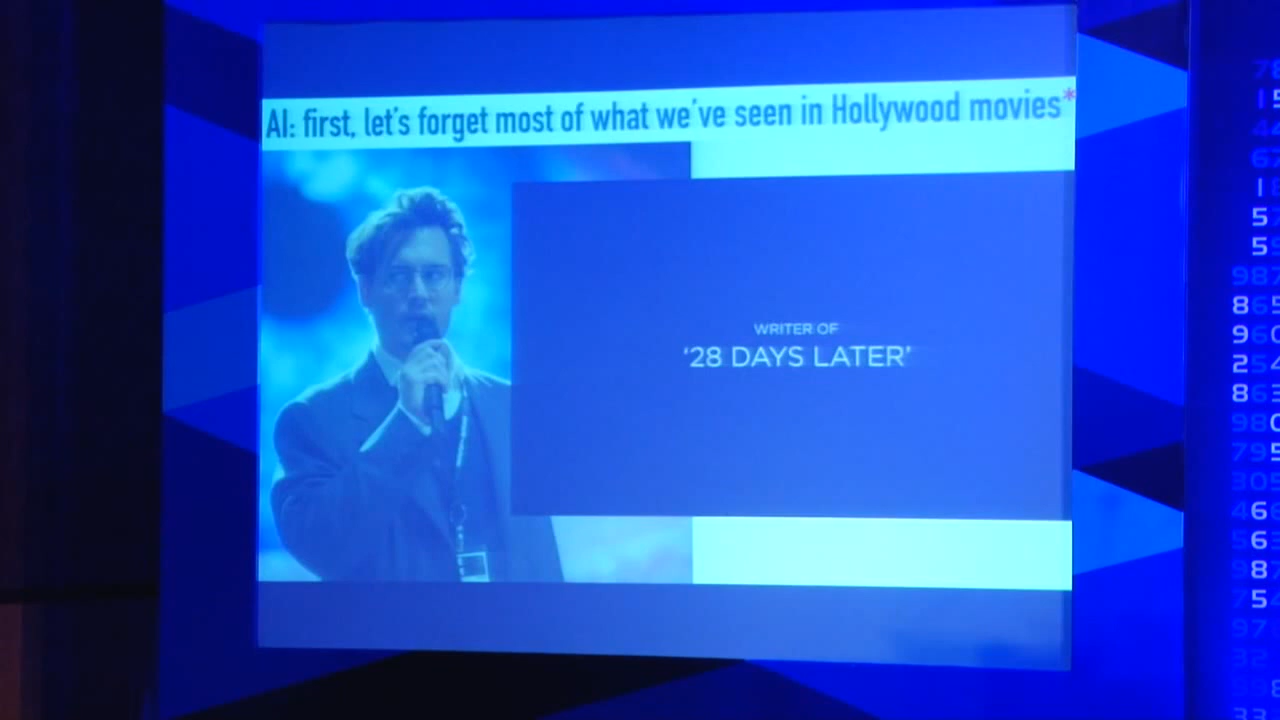 AI: first, let's forget most of what we've seen in Hollywood movies*
WRITER OF
'28 DAYS LATER'